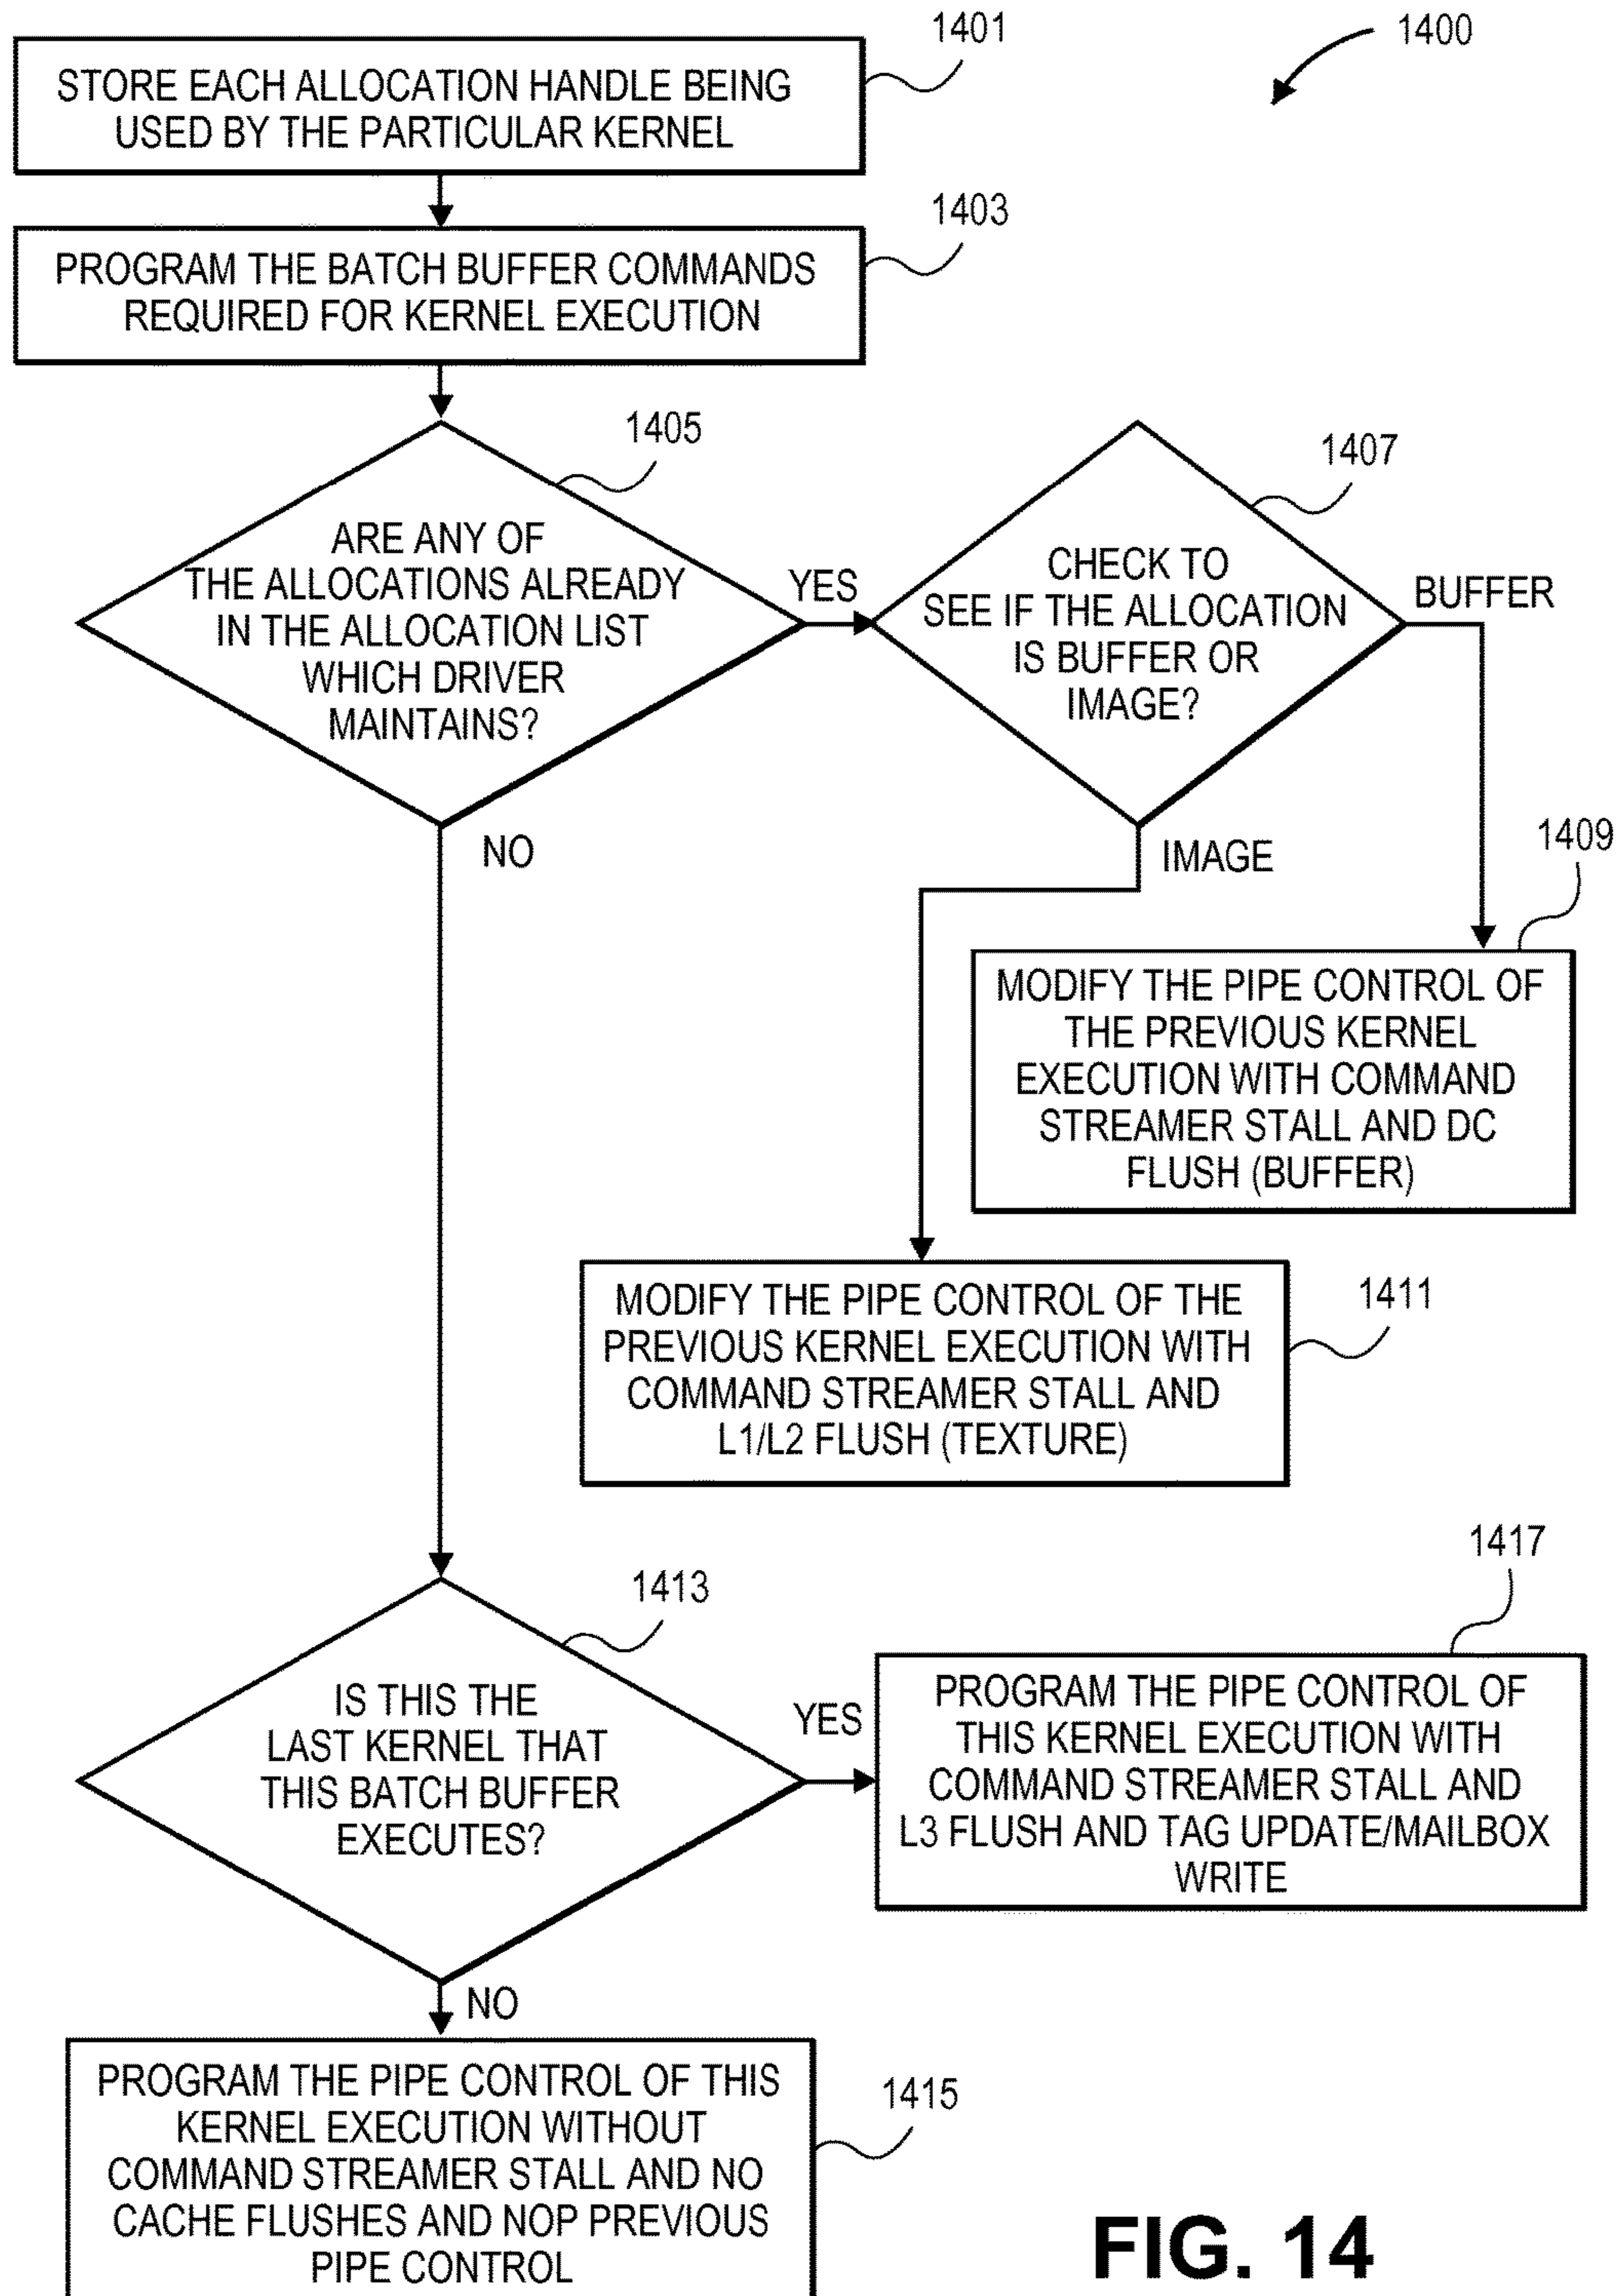 1401
1400
STORE EACH ALLOCATION HANDLE BEING
USED BY THE PARTICULAR KERNEL
1403
PROGRAM THE BATCH BUFFER COMMANDS
REQUIRED FOR KERNEL EXECUTION
1405
1407
ARE ANY OF
THE ALLOCATIONS ALREADY
IN THE ALLOCATION LIST
WHICH DRIVER
MAINTAINS?
YES
CHECK TO
SEE IF THE ALLOCATION
IS BUFFER OR
IMAGE?
BUFFER
NO
IMAGE
1409
MODIFY THE PIPE CONTROL OF
THE PREVIOUS KERNEL
EXECUTION WITH COMMAND
STREAMER STALL AND DC
FLUSH (BUFFER)
MODIFY THE PIPE CONTROL OF THE
PREVIOUS KERNEL EXECUTION WITH
COMMAND STREAMER STALL AND
L1/L2 FLUSH (TEXTURE)
1411
1413
1417
IS THIS THE
LAST KERNEL THAT
THIS BATCH BUFFER
EXECUTES?
YES
PROGRAM THE PIPE CONTROL OF
THIS KERNEL EXECUTION WITH
COMMAND STREAMER STALL AND
L3 FLUSH AND TAG UPDATE/MAILBOX
WRITE
NO
PROGRAM THE PIPE CONTROL OF THIS
KERNEL EXECUTION WITHOUT
COMMAND STREAMER STALL AND NO
CACHE FLUSHES AND NOP PREVIOUS
PIPE CONTROL
1415
FIG. 14